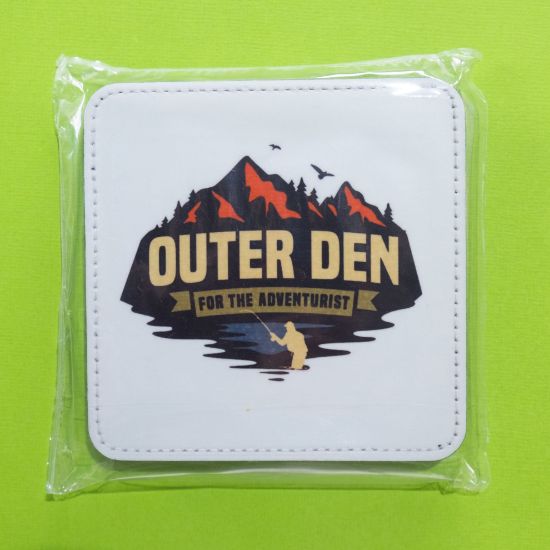 OUTER DEN
FOR THE ADVENTURIST